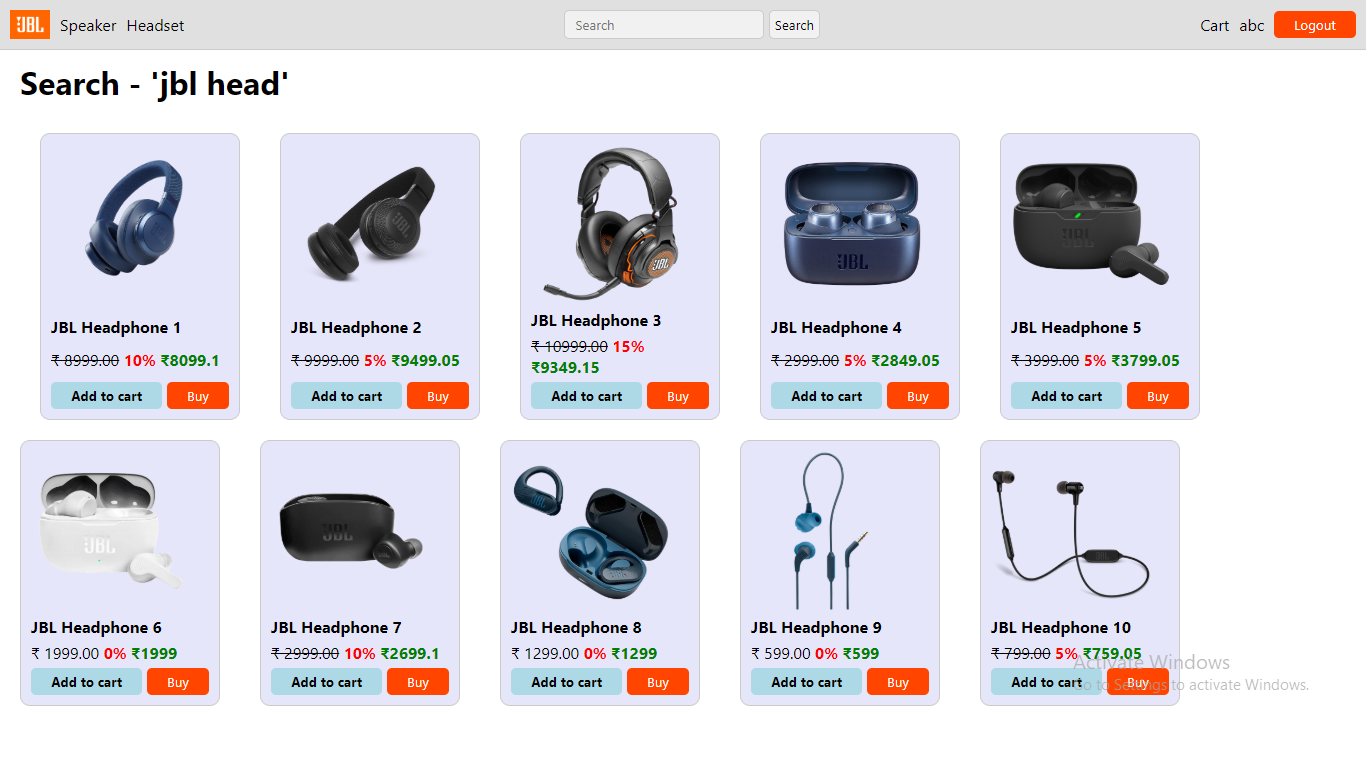 JBL Speaker Headset Search Search Cart abc Logout
Search - 'jbl head'
JBL
JBL
JBL
JBL
JBL Headphone 1
₹ 8999.00 10% ₹8099.1
Add to cart Buy
JBL Headphone 2
₹ 9999.00 5% ₹9499.05
Add to cart Buy
JBL Headphone 3
₹ 10999.00 15%
₹9349.15
Add to cart Buy
JBL Headphone 4
₹ 2999.00 5% ₹2849.05
Add to cart Buy
JBL Headphone 5
₹ 3999.00 5% ₹3799.05
Add to cart Buy
JBL
JBL
JBL Headphone 6
₹ 1999.00 0% ₹1999
Add to cart Buy
JBL Headphone 7
₹ 2999.00 10% ₹2699.1
Add to cart Buy
JBL Headphone 8
₹ 1299.00 0% ₹1299
Add to cart Buy
JBL Headphone 9
₹ 599.00 0% ₹599
Add to cart Buy
JBL Headphone 10
₹ 799.00 5% ₹759.05
Add to cart Buy
Activate Windows
Go to Settings to activate Windows.